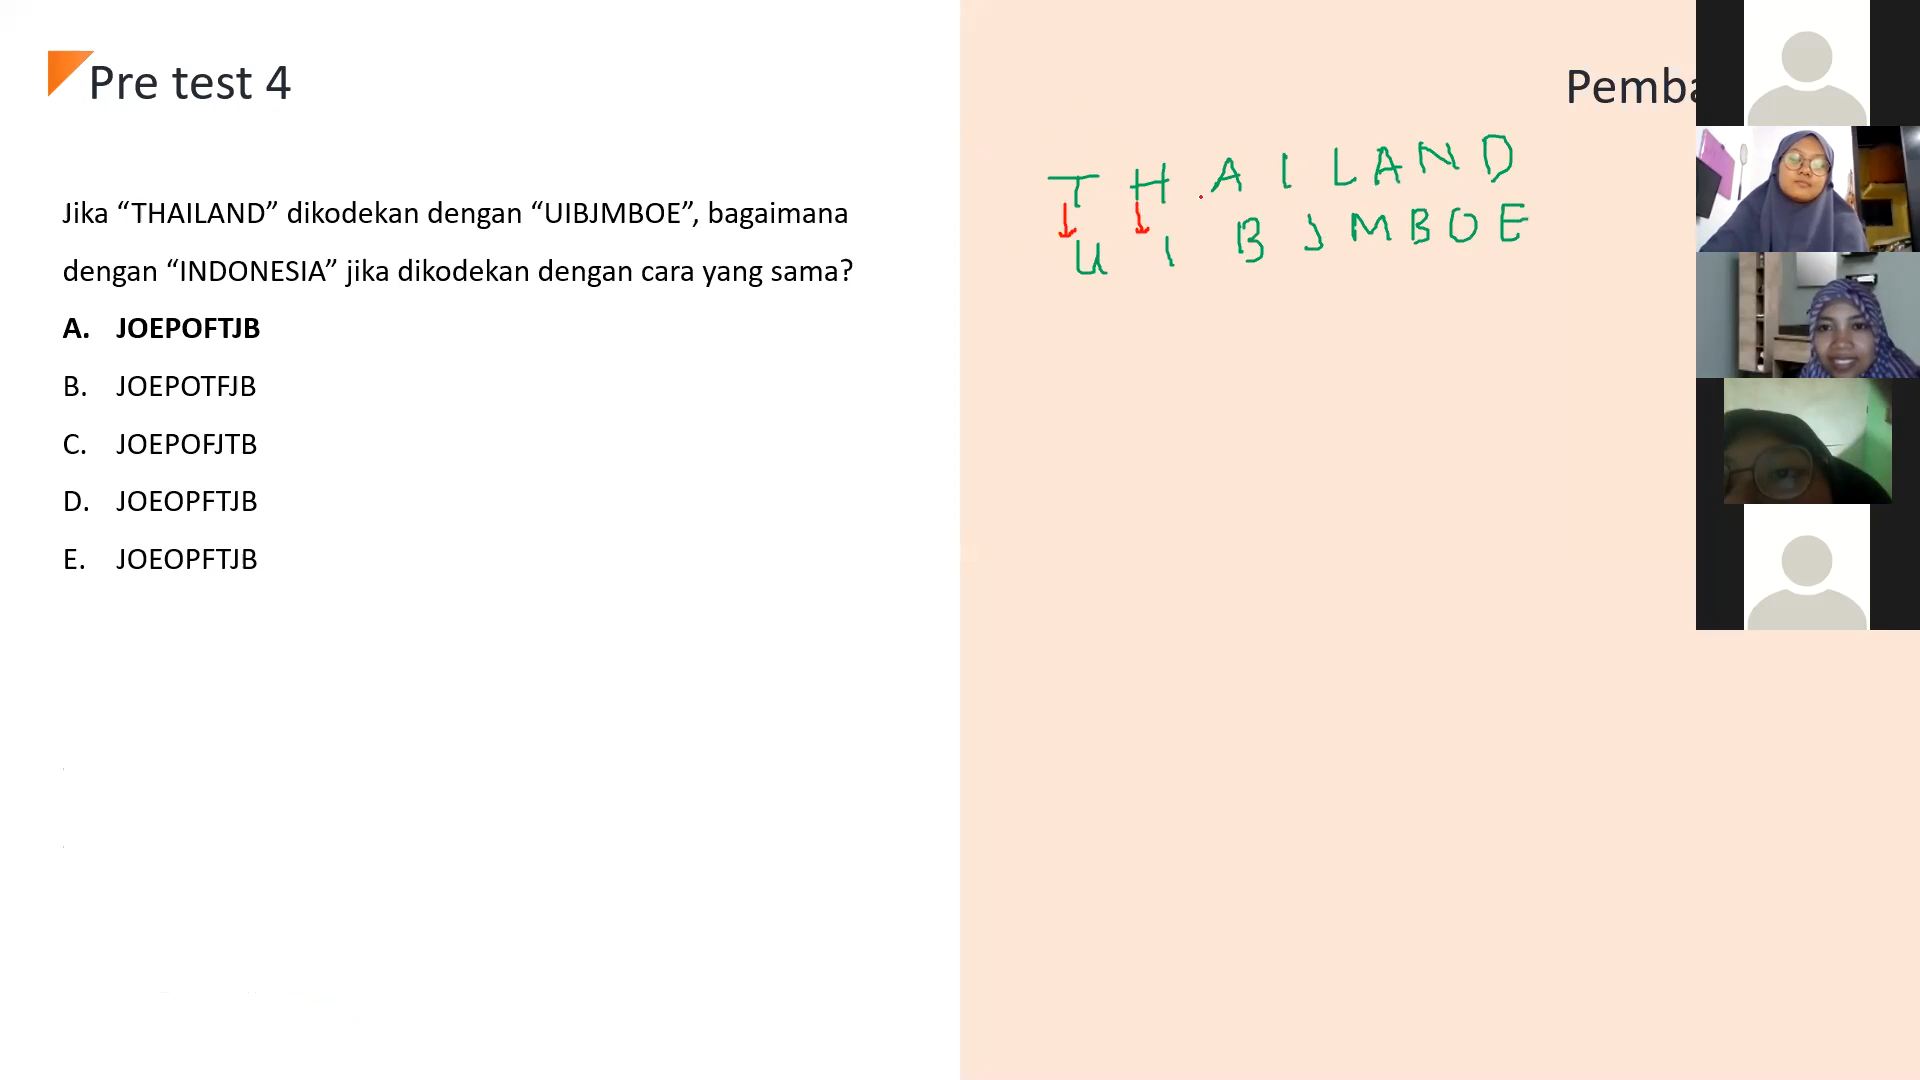 Pre test 4
Jika “THAILAND” dikodekan dengan “UIBJMBOE”, bagaimana
dengan “INDONESIA” jika dikodekan dengan cara yang sama?
A. JOEPOFTJB
B. JOEPOTFJB
C. JOEPOFJTB
D. JOEOPFTJB
E. JOEOPFTJB
Pemba
T H A I L A N D
U I B J M B O E